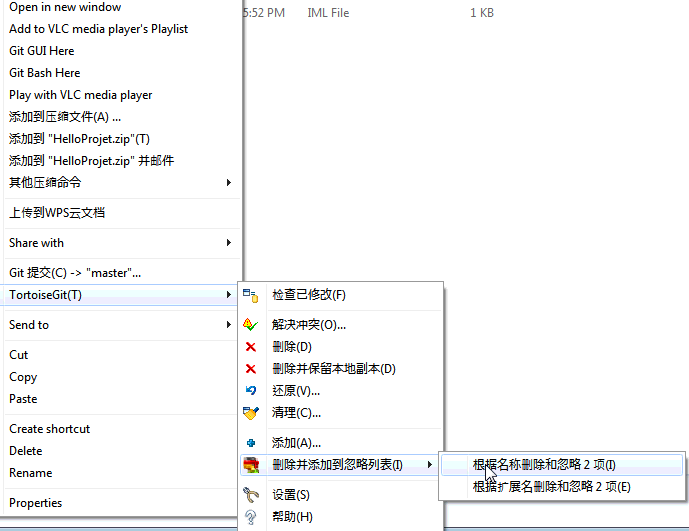 Open in new window
5:52 PM IML File 1 KB
Add to VLC media player's Playlist
Git GUI Here
Git Bash Here
Play with VLC media player
添加到压缩文件(A) ...
添加到 "HelloProjet.zip"(T)
添加到 "HelloProjet.zip" 并邮件
其他压缩命令
上传到WPS云文档
Share with
Git 提交(C) -> "master"...
TortoiseGit(T)
Send to
Cut
Copy
Paste
Create shortcut
Delete
Rename
Properties
检查已修改(F)
解决冲突(O)...
删除(D)
删除并保留本地副本(D)
还原(V)...
清理(C)...
添加(A)...
删除并添加到忽略列表(I)
设置(S)
帮助(H)
根据名称删除和忽略 2 项(I)
根据扩展名删除和忽略 2 项(E)